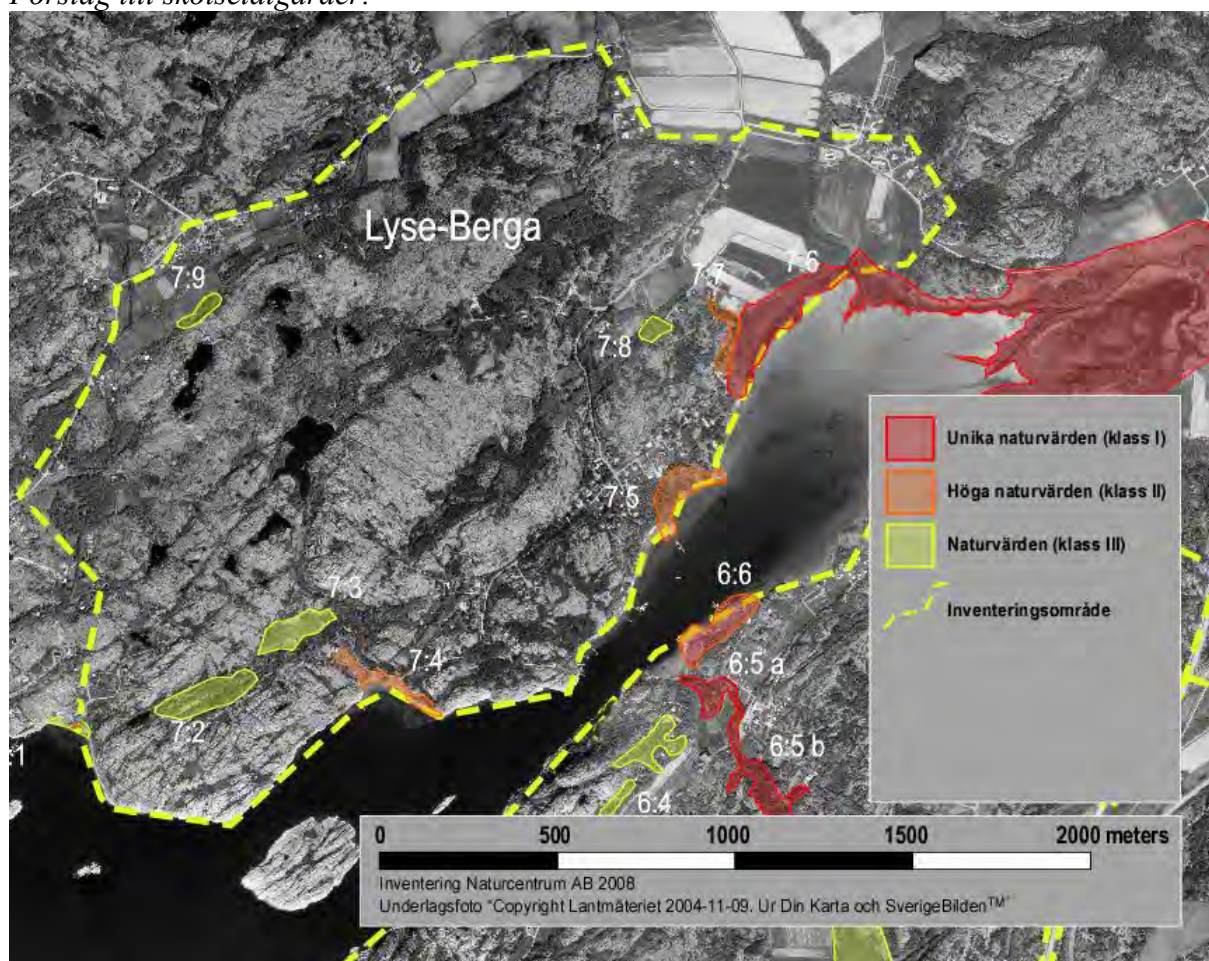 Förslag till skötselåtgärder:
Lyse-Berga
7:9
7:7
7:6
7:8
7:5
6:6
7:3
7:4
6:5 a
7:2
:1
6:5 b
6:4
Unika naturvärden (klass I)
Höga naturvärden (klass II)
Naturvärden (klass III)
Inventeringsområde
0 500 1000 1500 2000 meters
Inventering Naturcentrum AB 2008
Underlagsfoto "Copyright Lantmäteriet 2004-11-09. Ur Din Karta och SverigeBilden™"